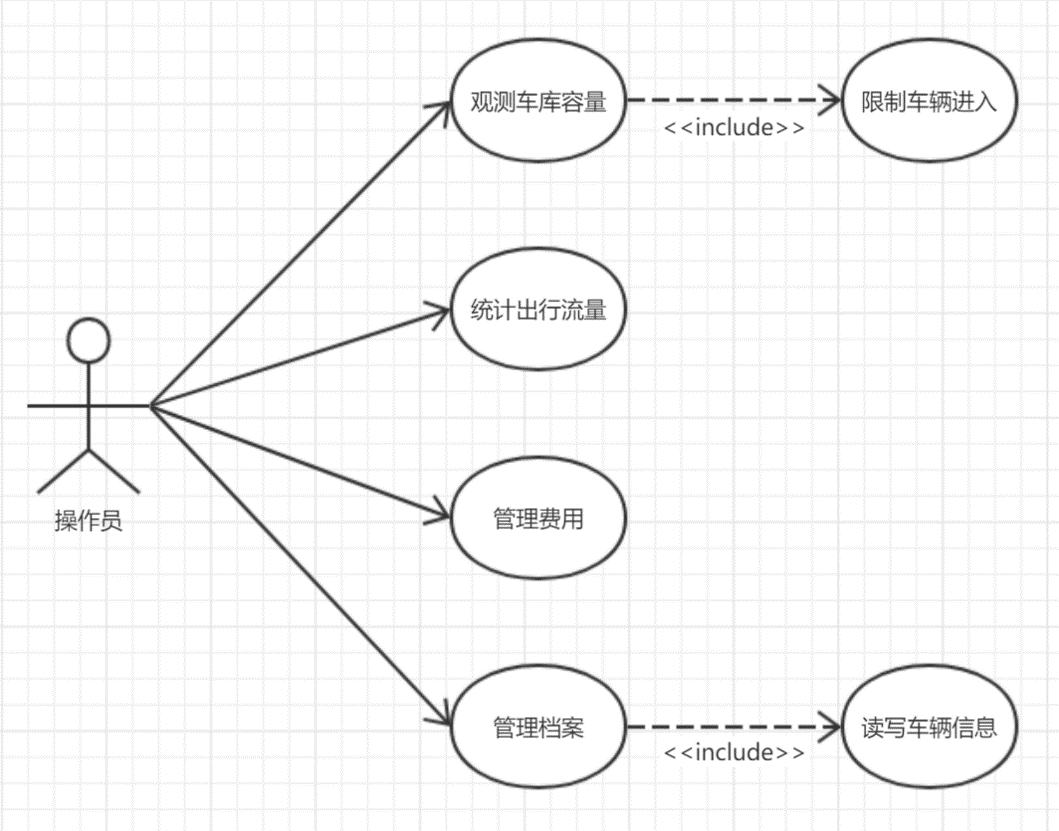 观测车库容量
<<include>>
限制车辆进入
统计出行流量
操作员
管理费用
管理档案
<<include>>
读写车辆信息